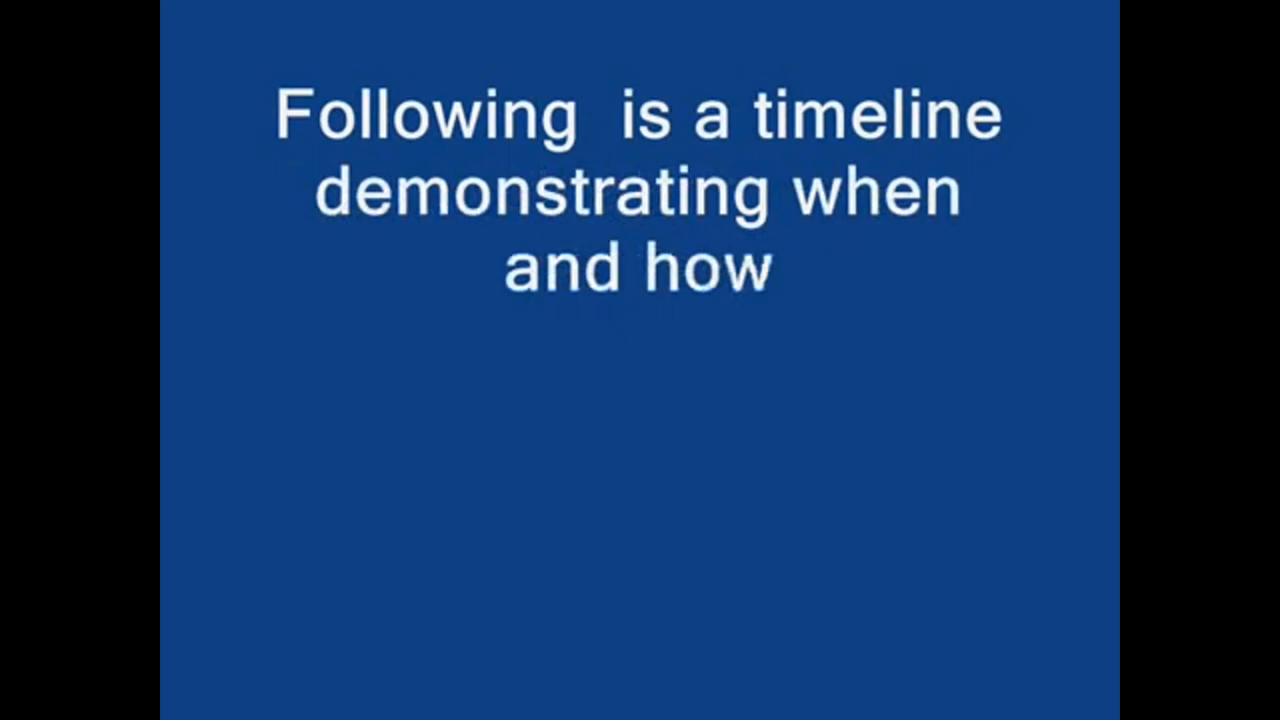 Following  is a timeline
demonstrating when
and how